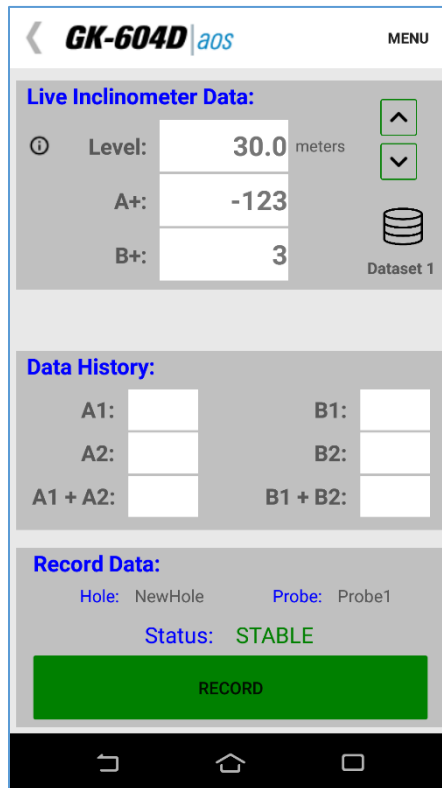 GK-604D aos MENU
Live Inclinometer Data:
Level: 30.0 meters
A+: -123
B+: 3
Dataset 1
Data History:
A1: B1:
A2: B2:
A1 + A2: B1 + B2:
Record Data:
Hole: NewHole Probe: Probe1
Status: STABLE
RECORD